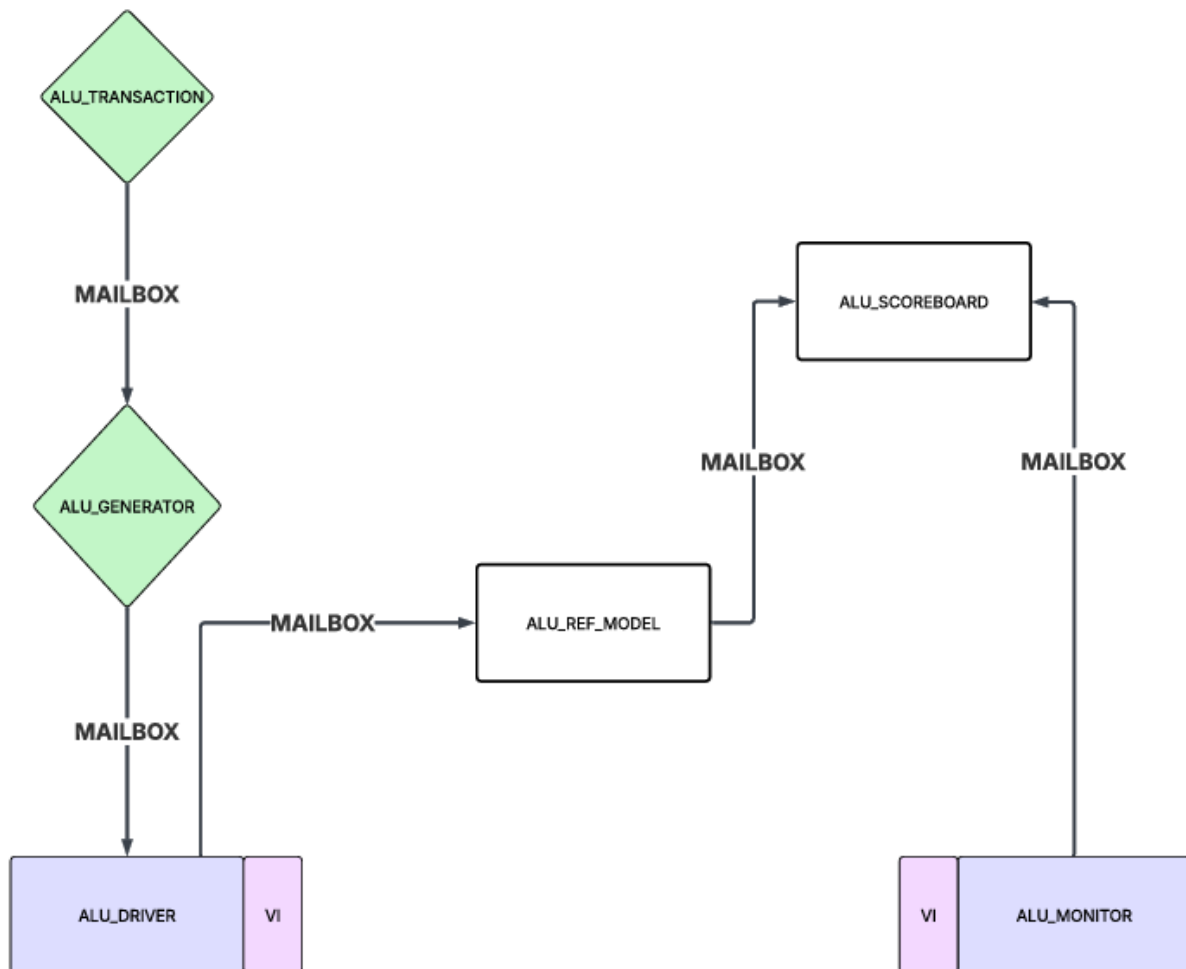 ALU_TRANSACTION
MAILBOX
ALU_SCOREBOARD
MAILBOX
MAILBOX
ALU_GENERATOR
MAILBOX
ALU_REF_MODEL
MAILBOX
ALU_DRIVER
VI
VI
ALU_MONITOR